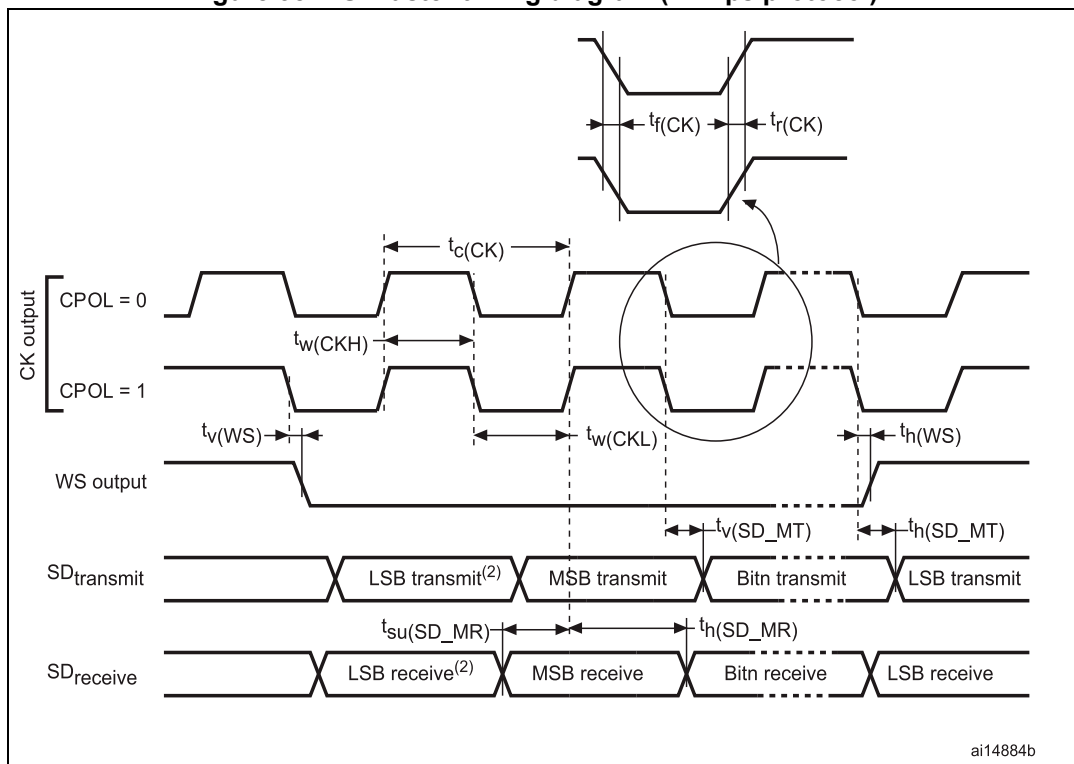 tf(CK)
tr(CK)
tc(CK)
CK output
CPOL = 0
tw(CKH)
CPOL = 1
tv(WS)
tw(CKL)
th(WS)
WS output
tv(SD_MT)
th(SD_MT)
SDtransmit
LSB transmit(2)
MSB transmit
Bitn transmit
LSB transmit
tsu(SD_MR)
th(SD_MR)
SDreceive
LSB receive(2)
MSB receive
Bitn receive
LSB receive
ai14884b